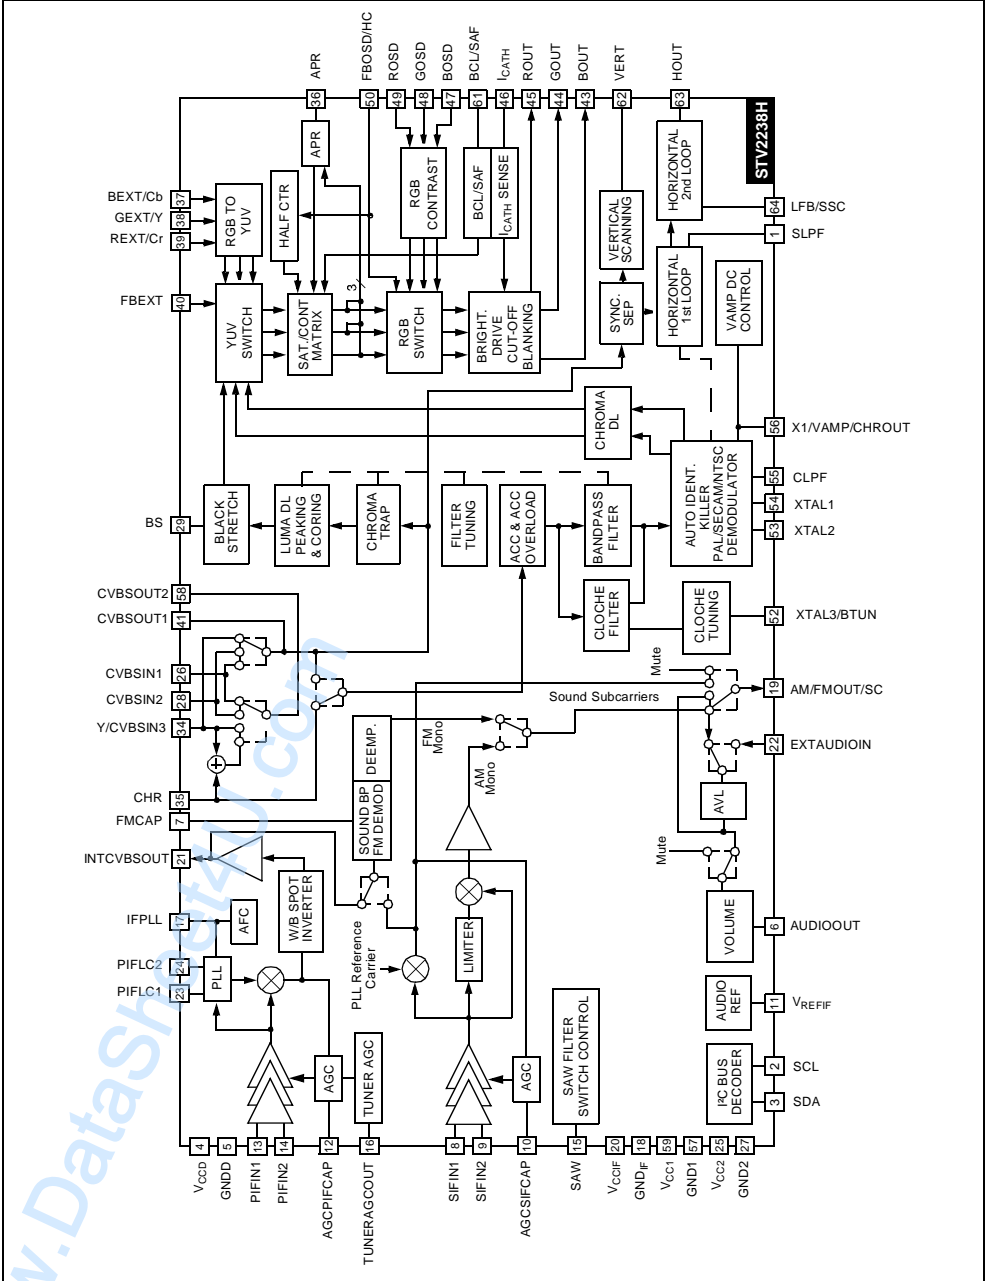 APR
FBOSD/HC
ROSD
GOSD
BOSD
BCL/SAF
ICATH
ROUT
GOUT
BOUT
VERT
HOUT
36
50
49
48
47
61
46
45
44
43
62
63
STV2238H
BEXT/Cb
37
GEXT/Y
38
REXT/Cr
39
FBEXT
40
BS
29
CVBSOUT2
58
CVBSOUT1
41
CVBSIN1
26
CVBSIN2
28
Y/CVBSIN3
34
CHR
35
FMCAP
7
INTCVBSOUT
21
IFPLL
17
PIFLC2
24
PIFLC1
23
RGB TO
YUV
HALF CTR
APR
RGB
CONTRAST
BCL/SAF
ICATH SENSE
VERTICAL
SCANNING
HORIZONTAL
2nd LOOP
YUV
SWITCH
SAT./CONT
MATRIX
3
RGB
SWITCH
BRIGHT.
DRIVE
CUT-OFF
BLANKING
SYNC.
SEP.
HORIZONTAL
1st LOOP
VAMP DC
CONTROL
CHROMA
DL
BLACK
STRETCH
LUMA DL
PEAKING
& CORING
CHROMA
TRAP
FILTER
TUNING
ACC & ACC
OVERLOAD
BANDPASS
FILTER
AUTO IDENT.
KILLER
PAL/SECAM/NTSC
DEMODULATOR
CLOCHE
FILTER
CLOCHE
TUNING
Mute
Sound Subcarriers
FM
Mono
AM
Mono
DEEMP.
SOUND BP
FM DEMOD
AVL
Mute
VOLUME
W/B SPOT
INVERTER
AFC
PLL
PLL Reference
Carrier
LIMITER
AUDIO
REF
AGC
TUNER AGC
AGC
SAW FILTER
SWITCH CONTROL
I²C BUS
DECODER
64
LFB/SSC
1
SLPF
56
X1/VAMP/CHROUT
55
CLPF
54
XTAL1
53
XTAL2
52
XTAL3/BTUN
19
AM/FMOUT/SC
22
EXTAUDIOIN
6
AUDIOOUT
11
VREFIF
2
SCL
3
SDA
4
5
13
14
12
16
8
9
10
15
20
18
59
57
25
27
VCCD
GNDD
PIFIN1
PIFIN2
AGCPIFCAP
TUNERAGCOUT
SIFIN1
SIFIN2
AGCSIFCAP
SAW
VCCIF
GNDIF
VCC1
GND1
VCC2
GND2
w.DataSheet4U.com